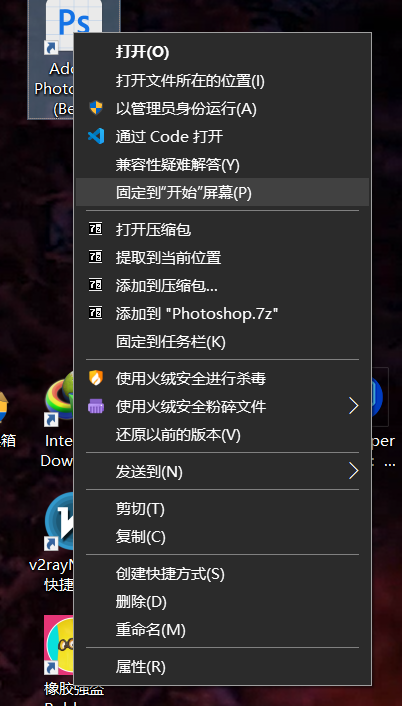 Ps
Ado
Photo
(Be
打开(O)
打开文件所在的位置(I)
以管理员身份运行(A)
通过 Code 打开
兼容性疑难解答(Y)
固定到"开始"屏幕(P)
打开压缩包
提取到当前位置
添加到压缩包...
添加到 "Photoshop.7z"
固定到任务栏(K)
使用火绒安全进行杀毒
使用火绒安全粉碎文件
还原以前的版本(V)
发送到(N)
剪切(T)
复制(C)
创建快捷方式(S)
删除(D)
重命名(M)
属性(R)
箱
Inte
Dow
per
: ...
v2rayN
快捷
橡胶强盗